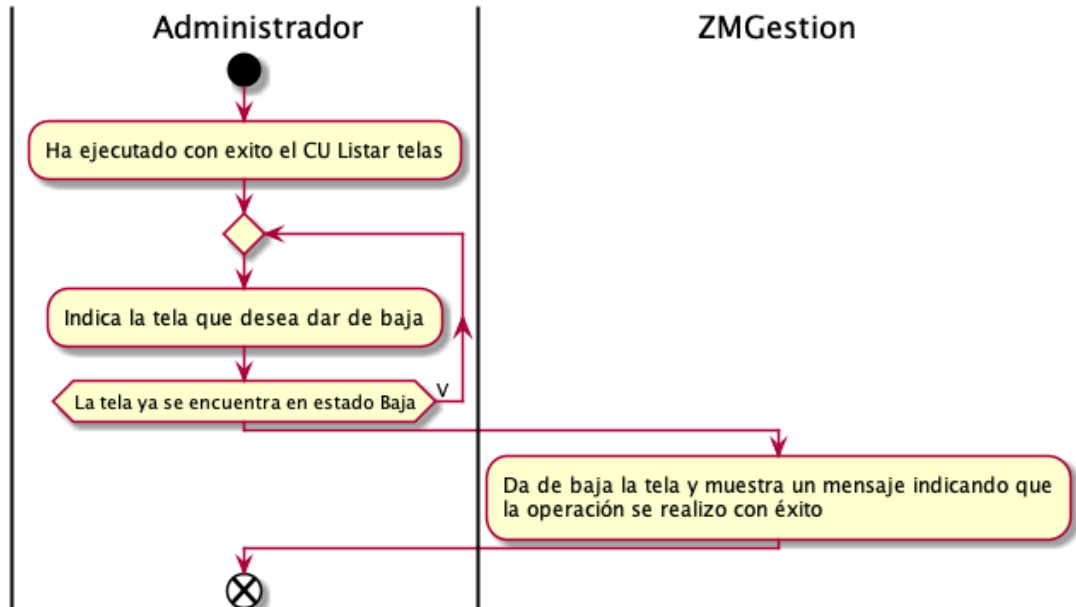 Administrador
ZMGestion
Ha ejecutado con exito el CU Listar telas
Indica la tela que desea dar de baja
La tela ya se encuentra en estado Baja
V
Da de baja la tela y muestra un mensaje indicando que
la operación se realizo con éxito